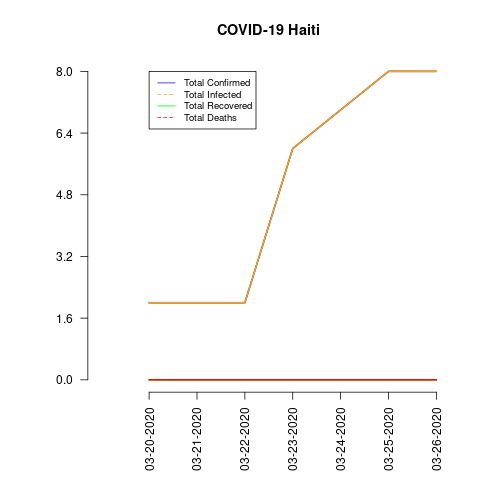 COVID-19 Haiti
8.0
6.4
4.8
3.2
1.6
0.0
Total Confirmed
Total Infected
Total Recovered
Total Deaths
03-20-2020
03-21-2020
03-22-2020
03-23-2020
03-24-2020
03-25-2020
03-26-2020